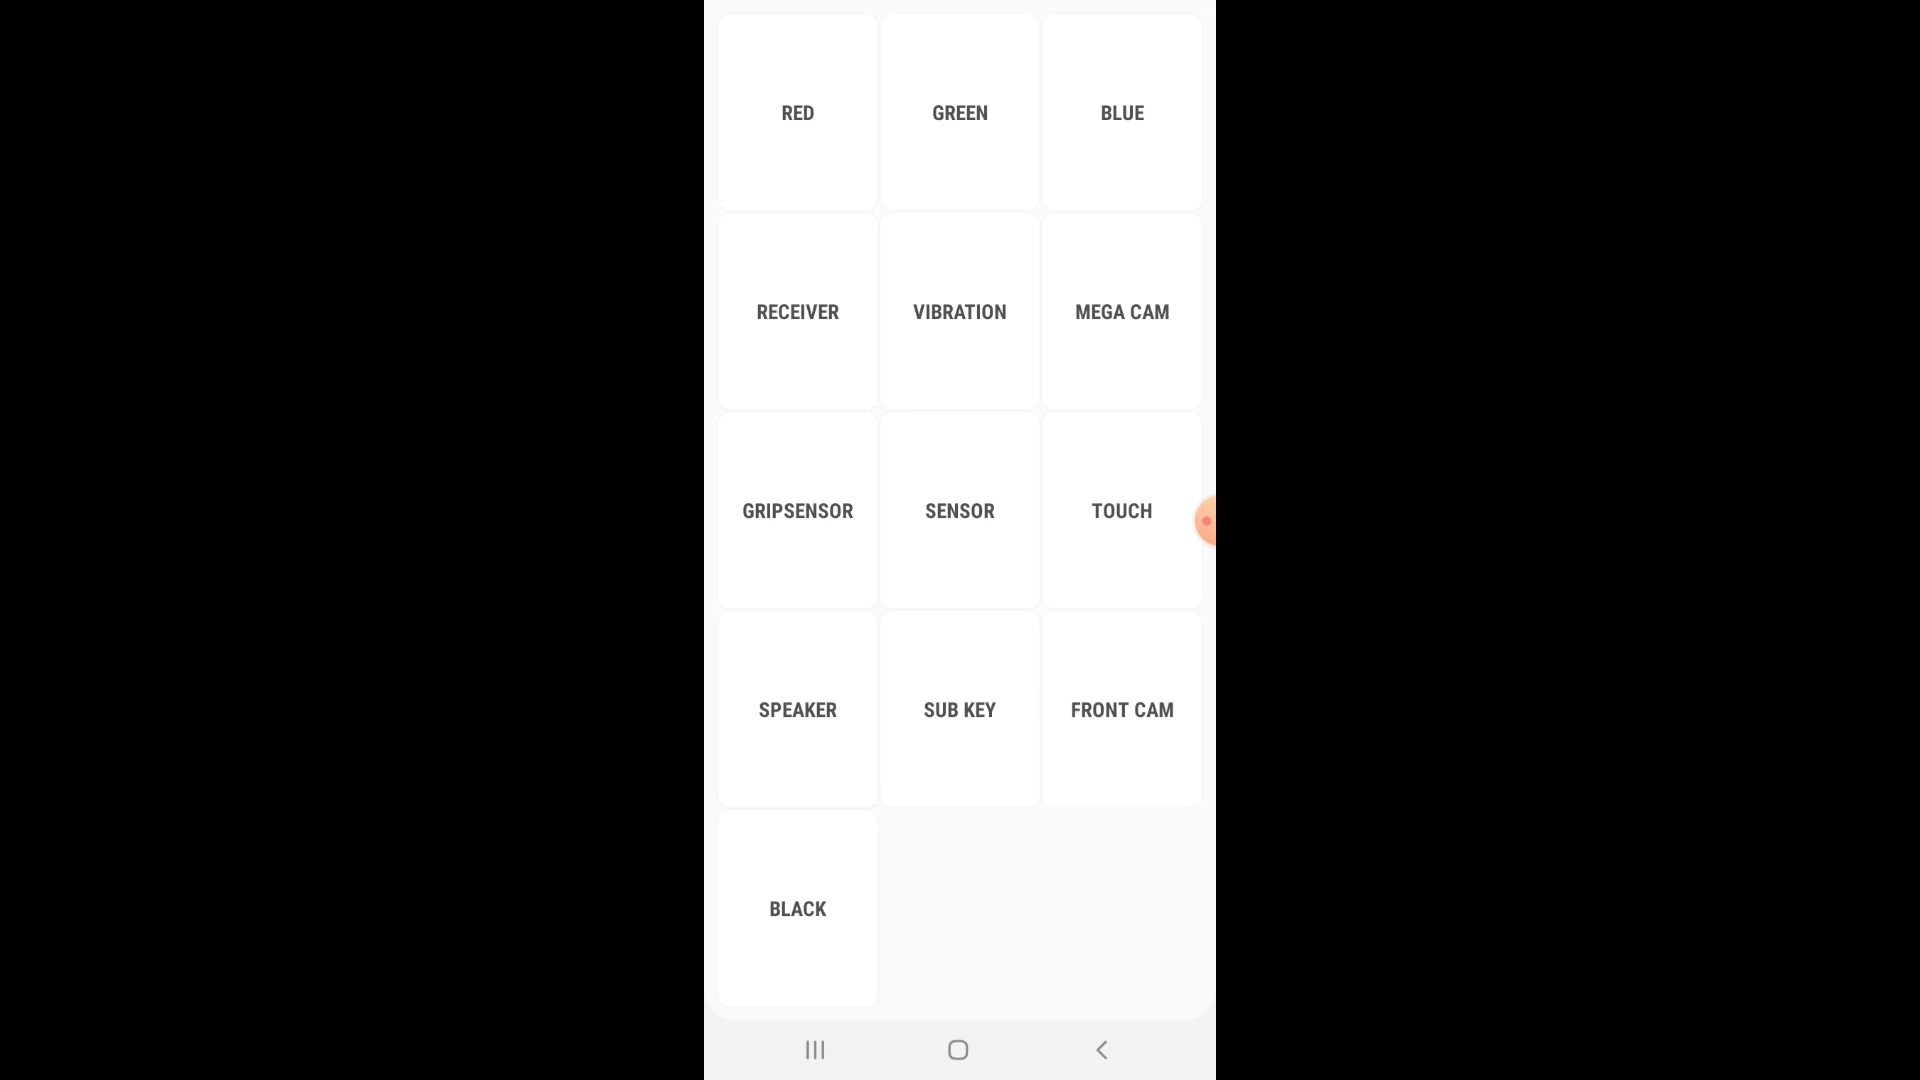 RED GREEN BLUE
RECEIVER VIBRATION MEGA CAM
GRIPSENSOR SENSOR TOUCH
SPEAKER SUB KEY FRONT CAM
BLACK